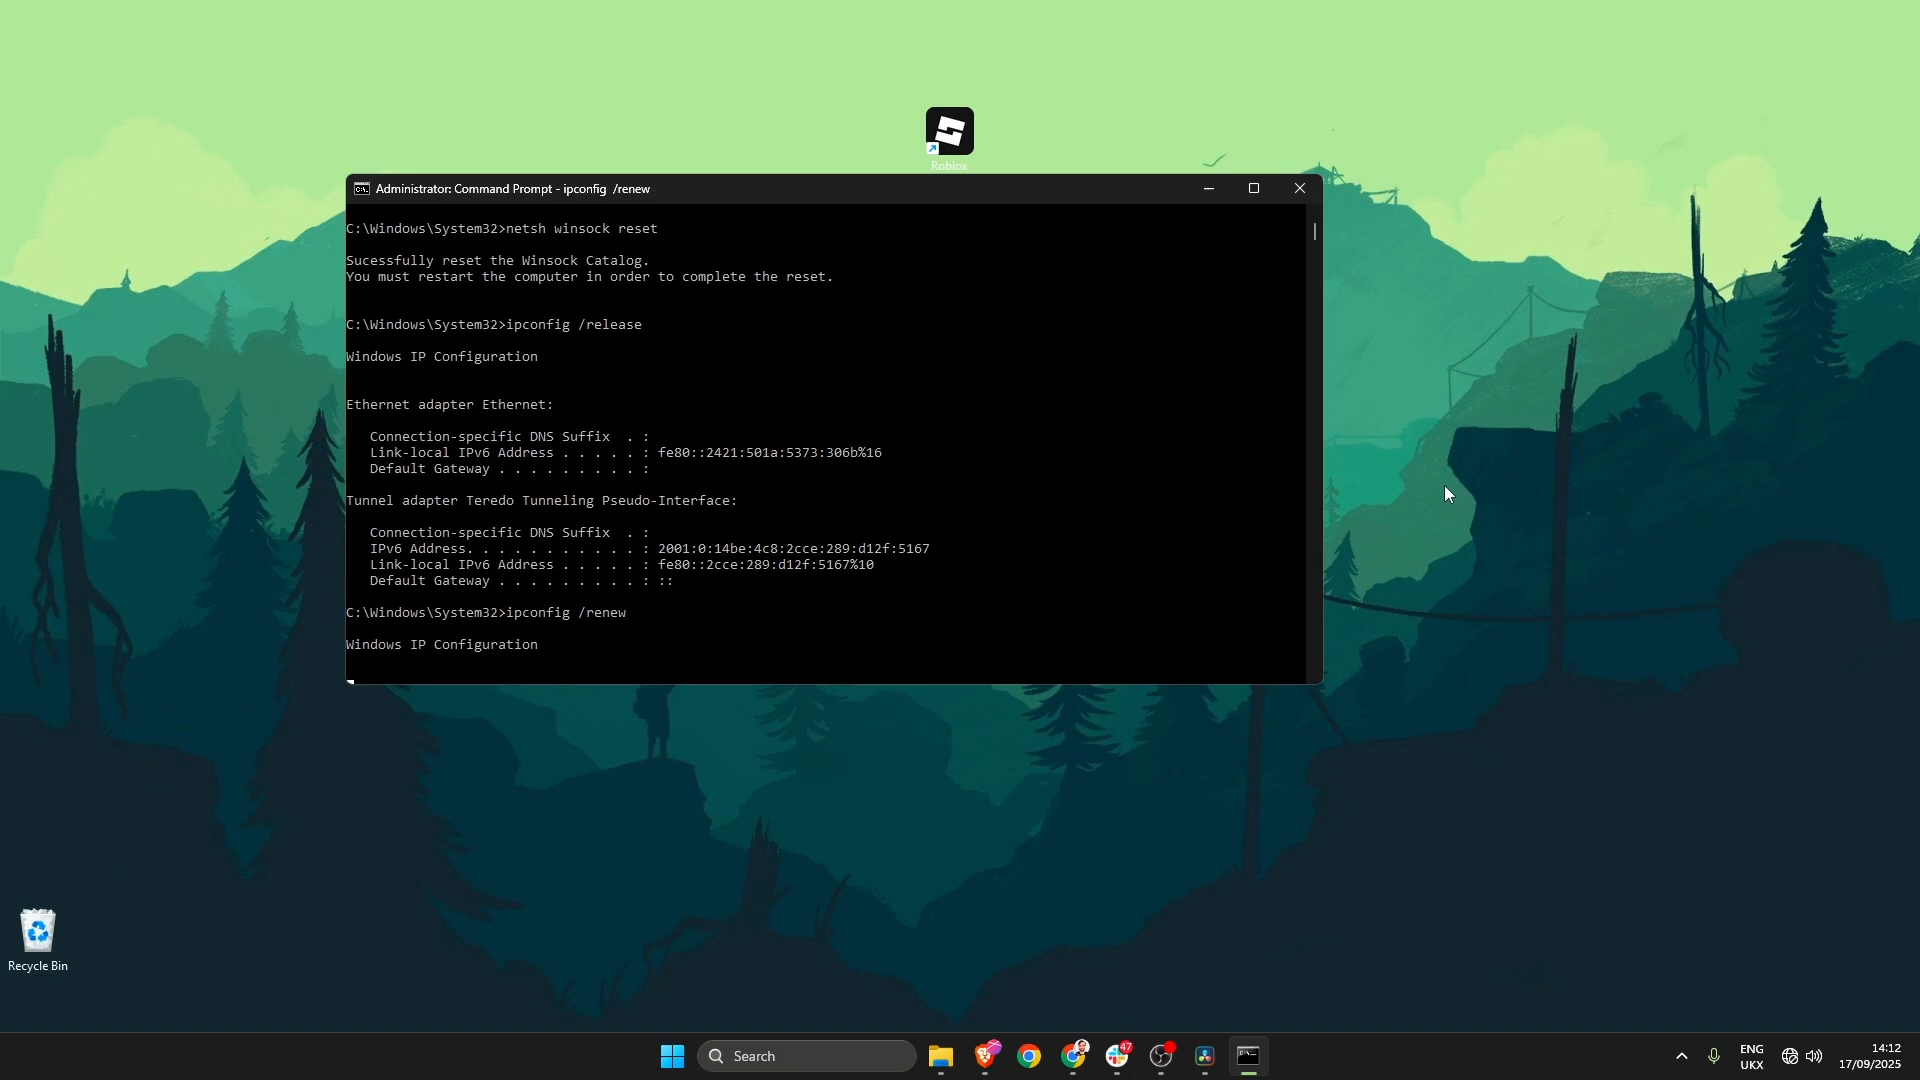 Roblox
Administrator: Command Prompt - ipconfig  /renew
C:\Windows\System32>netsh winsock reset
Sucessfully reset the Winsock Catalog.
You must restart the computer in order to complete the reset.
C:\Windows\System32>ipconfig /release
Windows IP Configuration
Ethernet adapter Ethernet:
Connection-specific DNS Suffix  . :
Link-local IPv6 Address . . . . . : fe80::2421:501a:5373:306b%16
Default Gateway . . . . . . . . . :
Tunnel adapter Teredo Tunneling Pseudo-Interface:
Connection-specific DNS Suffix  . :
IPv6 Address. . . . . . . . . . . : 2001:0:14be:4c8:2cce:289:d12f:5167
Link-local IPv6 Address . . . . . : fe80::2cce:289:d12f:5167%10
Default Gateway . . . . . . . . . : ::
C:\Windows\System32>ipconfig /renew
Windows IP Configuration
Recycle Bin
Search
47
ENG
UKX
14:12
17/09/2025